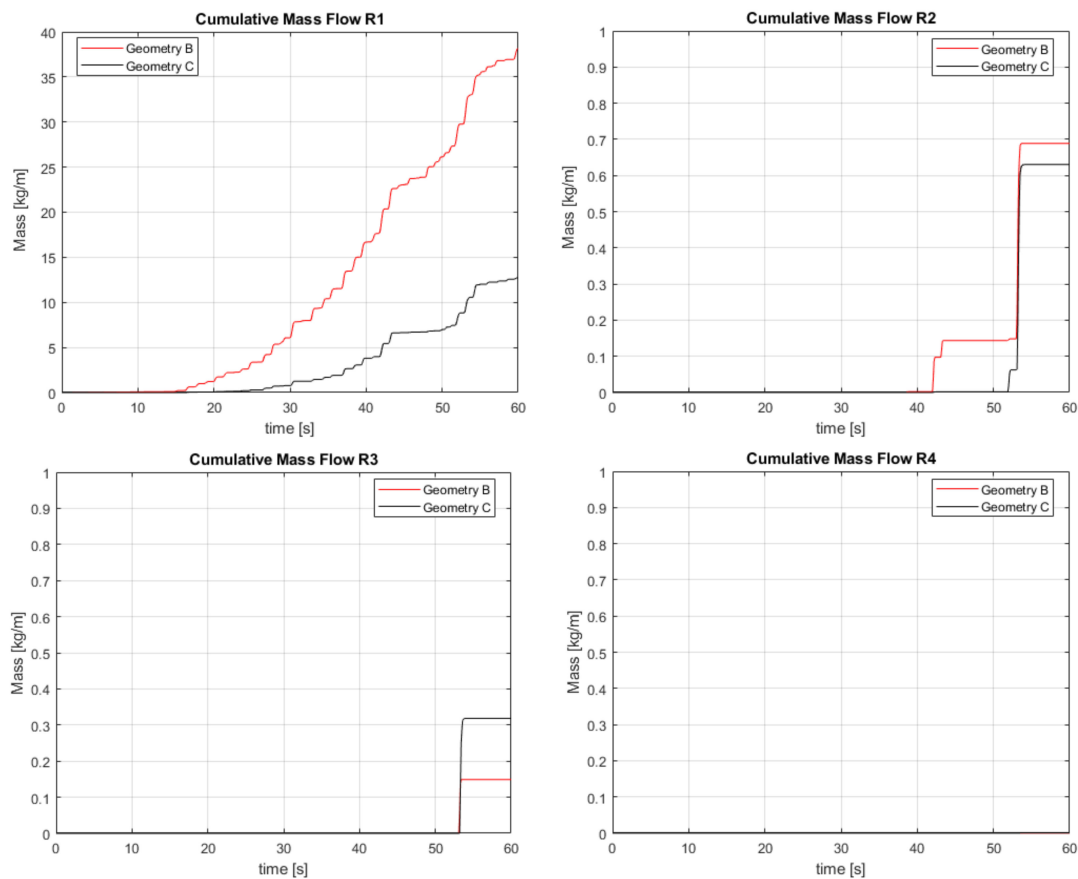 Cumulative Mass Flow R1
Geometry B
Geometry C
40
35
30
25
20
15
10
5
0
Mass [kg/m]
0 10 20 30 40 50 60
time [s]
Cumulative Mass Flow R2
Geometry B
Geometry C
1
0.9
0.8
0.7
0.6
0.5
0.4
0.3
0.2
0.1
0
Mass [kg/m]
0 10 20 30 40 50 60
time [s]
Cumulative Mass Flow R3
Geometry B
Geometry C
1
0.9
0.8
0.7
0.6
0.5
0.4
0.3
0.2
0.1
0
Mass [kg/m]
0 10 20 30 40 50 60
time [s]
Cumulative Mass Flow R4
Geometry B
Geometry C
1
0.9
0.8
0.7
0.6
0.5
0.4
0.3
0.2
0.1
0
Mass [kg/m]
0 10 20 30 40 50 60
time [s]